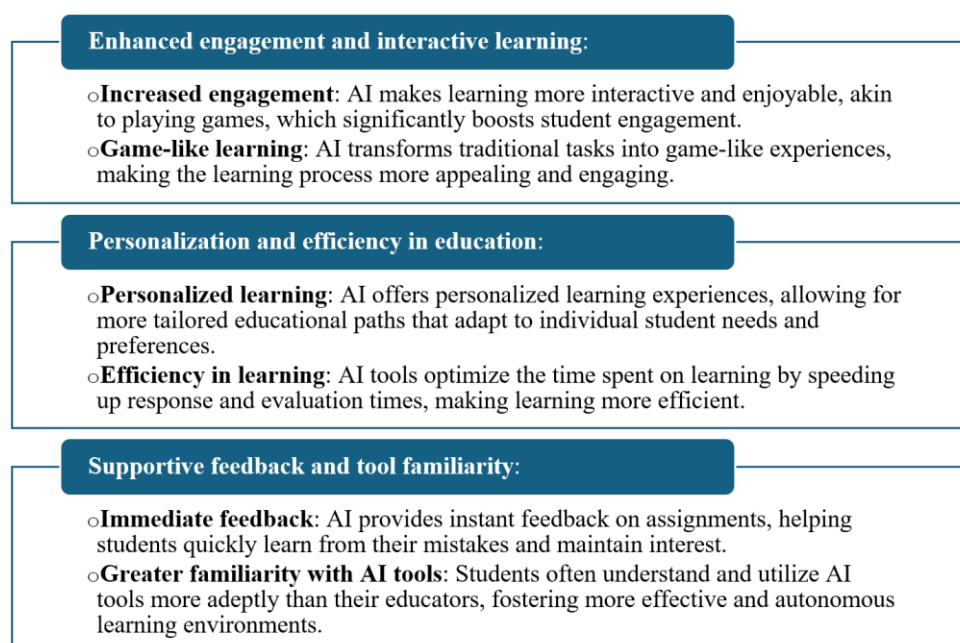 Enhanced engagement and interactive learning:
○Increased engagement: AI makes learning more interactive and enjoyable, akin
to playing games, which significantly boosts student engagement.
○Game-like learning: AI transforms traditional tasks into game-like experiences,
making the learning process more appealing and engaging.
Personalization and efficiency in education:
○Personalized learning: AI offers personalized learning experiences, allowing for
more tailored educational paths that adapt to individual student needs and
preferences.
○Efficiency in learning: AI tools optimize the time spent on learning by speeding
up response and evaluation times, making learning more efficient.
Supportive feedback and tool familiarity:
○Immediate feedback: AI provides instant feedback on assignments, helping
students quickly learn from their mistakes and maintain interest.
○Greater familiarity with AI tools: Students often understand and utilize AI
tools more adeptly than their educators, fostering more effective and autonomous
learning environments.